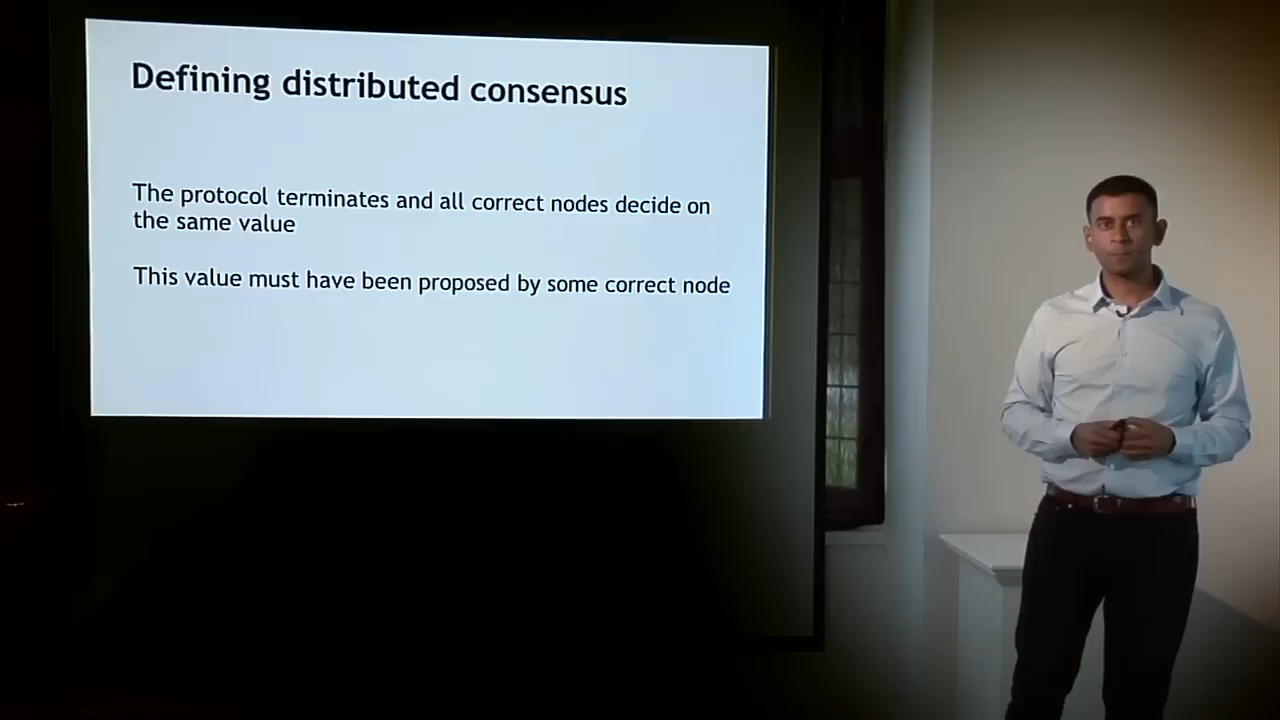 Defining distributed consensus
The protocol terminates and all correct nodes decide on
the same value
This value must have been proposed by some correct node